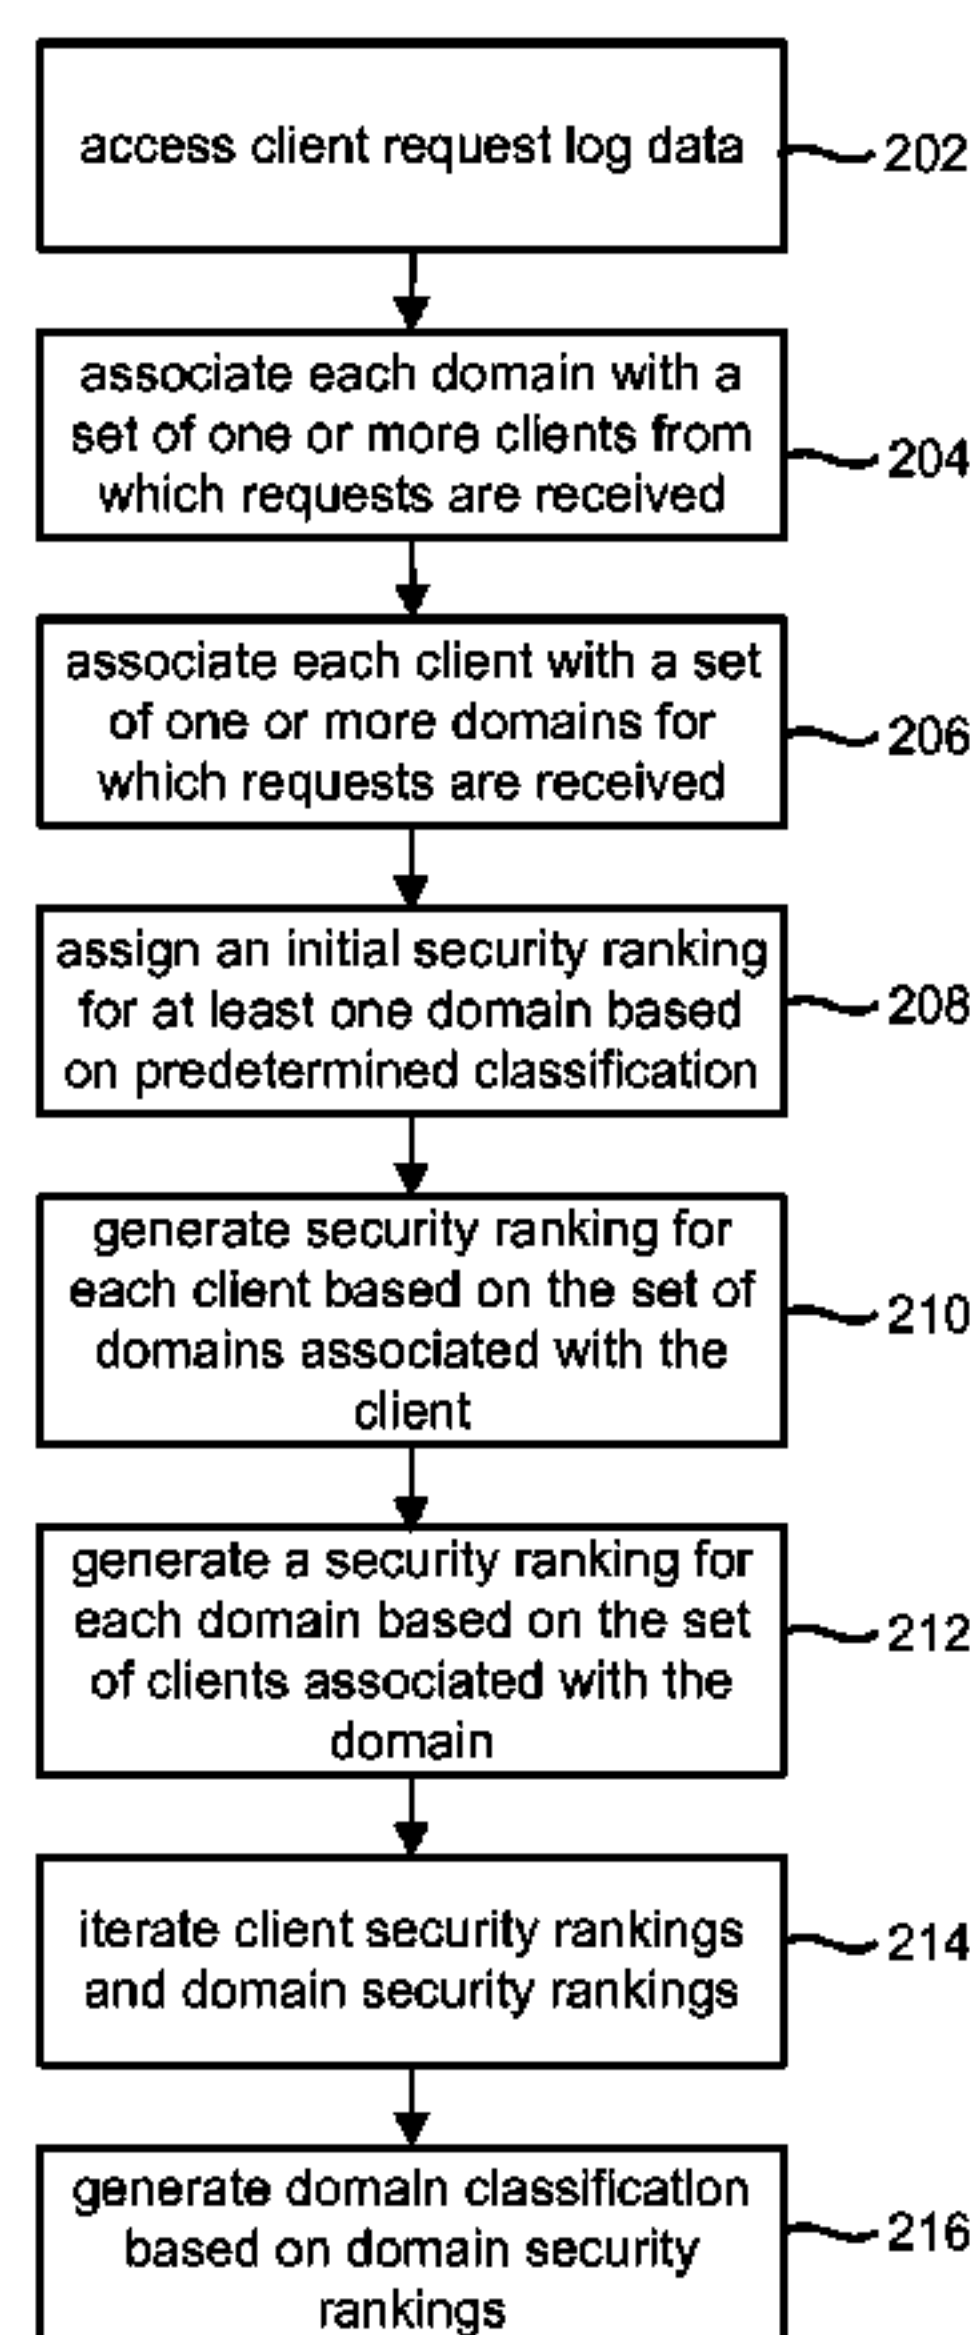 access client request log data
202
associate each domain with a
set of one or more clients from
which requests are received
204
associate each client with a set
of one or more domains for
which requests are received
206
assign an initial security ranking
for at least one domain based
on predetermined classification
208
generate security ranking for
each client based on the set of
domains associated with the
client
210
generate a security ranking for
each domain based on the set
of clients associated with the
domain
212
iterate client security rankings
and domain security rankings
214
generate domain classification
based on domain security
rankings
216